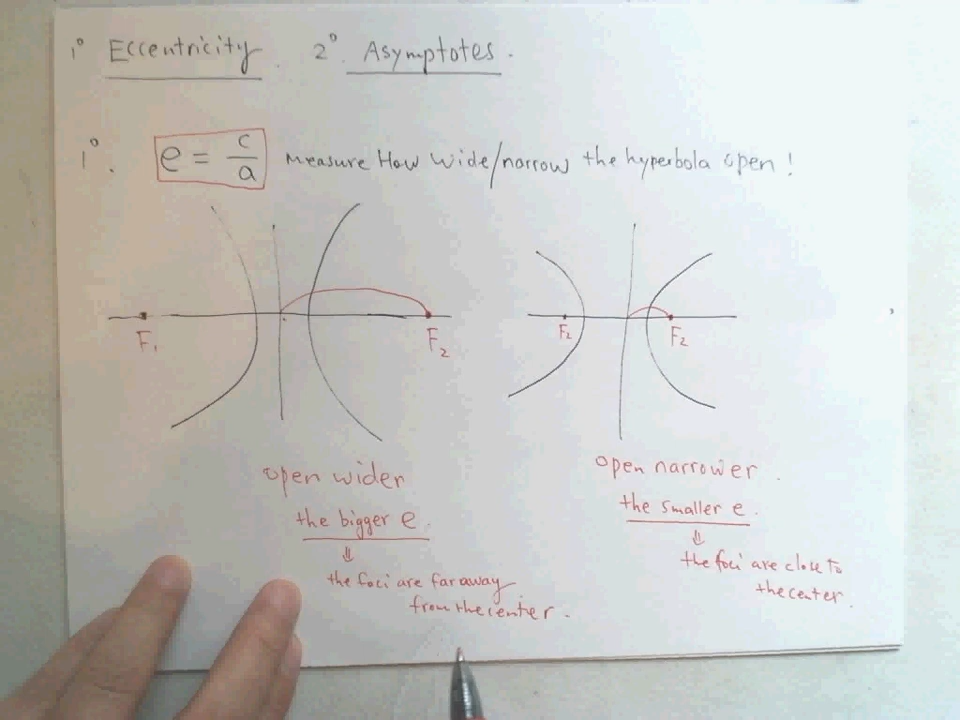 1° Eccentricity. 2°. Asymptotes.
1°. e = c/a Measure How wide/narrow the hyperbola open!
F₁ F₂ F₂ F₂
open wider
open narrower.
the bigger e.
the smaller e.
⇓
⇓
the foci are far away
from the center.
the foci are close to
the center.